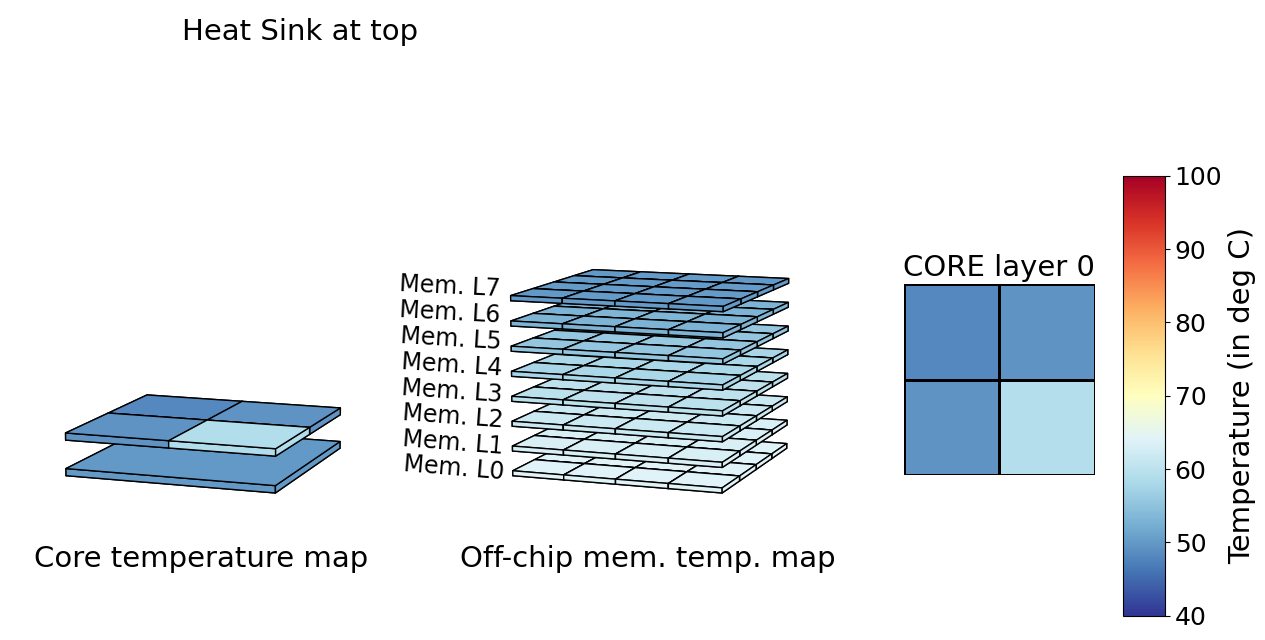 Heat Sink at top
Mem. L7
Mem. L6
Mem. L5
Mem. L4
Mem. L3
Mem. L2
Mem. L1
Mem. L0
Core temperature map
Off-chip mem. temp. map
CORE layer 0
100
90
80
70
60
50
40
Temperature (in deg C)